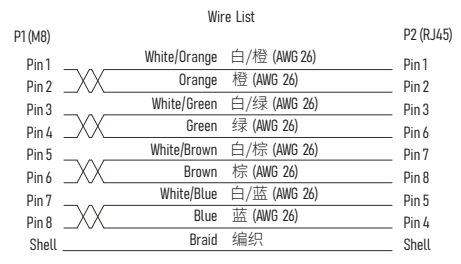 Wire List
P1 (M8) P2 (RJ45)
Pin 1 White/Orange 白/橙 (AWG 26) Pin 1
Pin 2 Orange 橙 (AWG 26) Pin 2
Pin 3 White/Green 白/绿 (AWG 26) Pin 3
Pin 4 Green 绿 (AWG 26) Pin 6
Pin 5 White/Brown 白/棕 (AWG 26) Pin 7
Pin 6 Brown 棕 (AWG 26) Pin 8
Pin 7 White/Blue 白/蓝 (AWG 26) Pin 5
Pin 8 Blue 蓝 (AWG 26) Pin 4
Shell Braid 编织 Shell